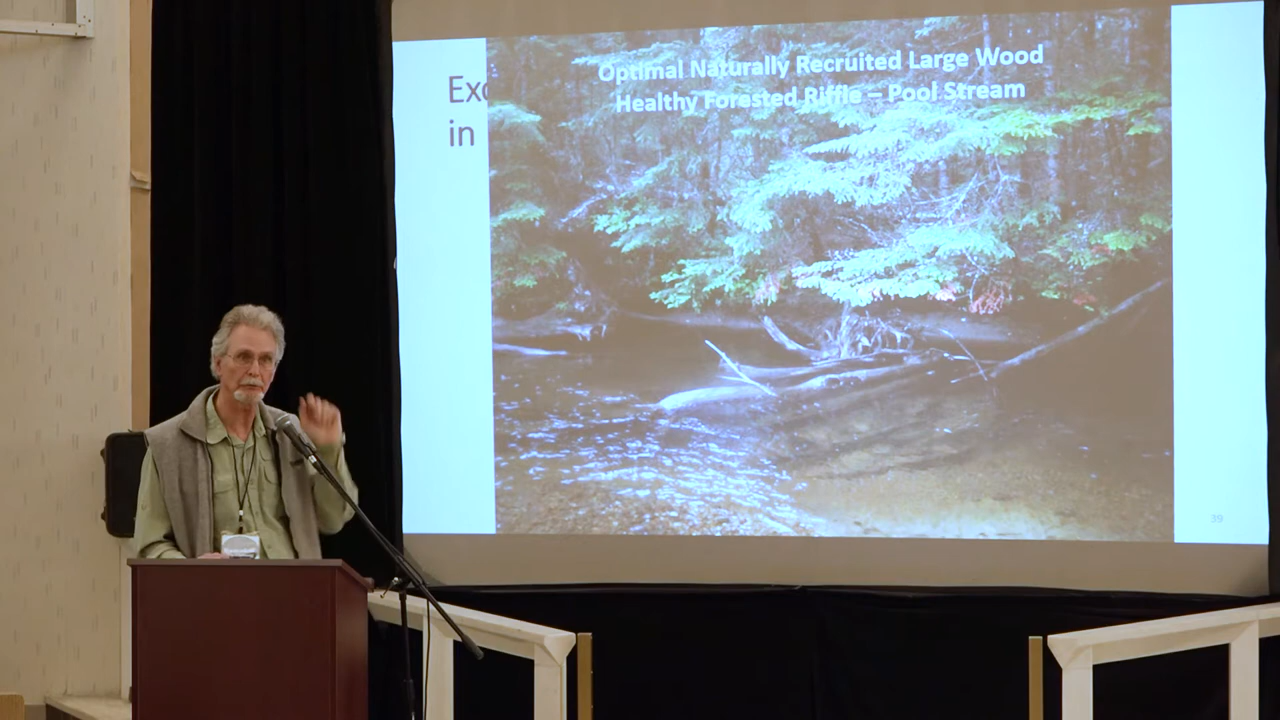 Optimal Naturally Recruited Large Wood
Healthy Forested Riffle – Pool Stream
in
39